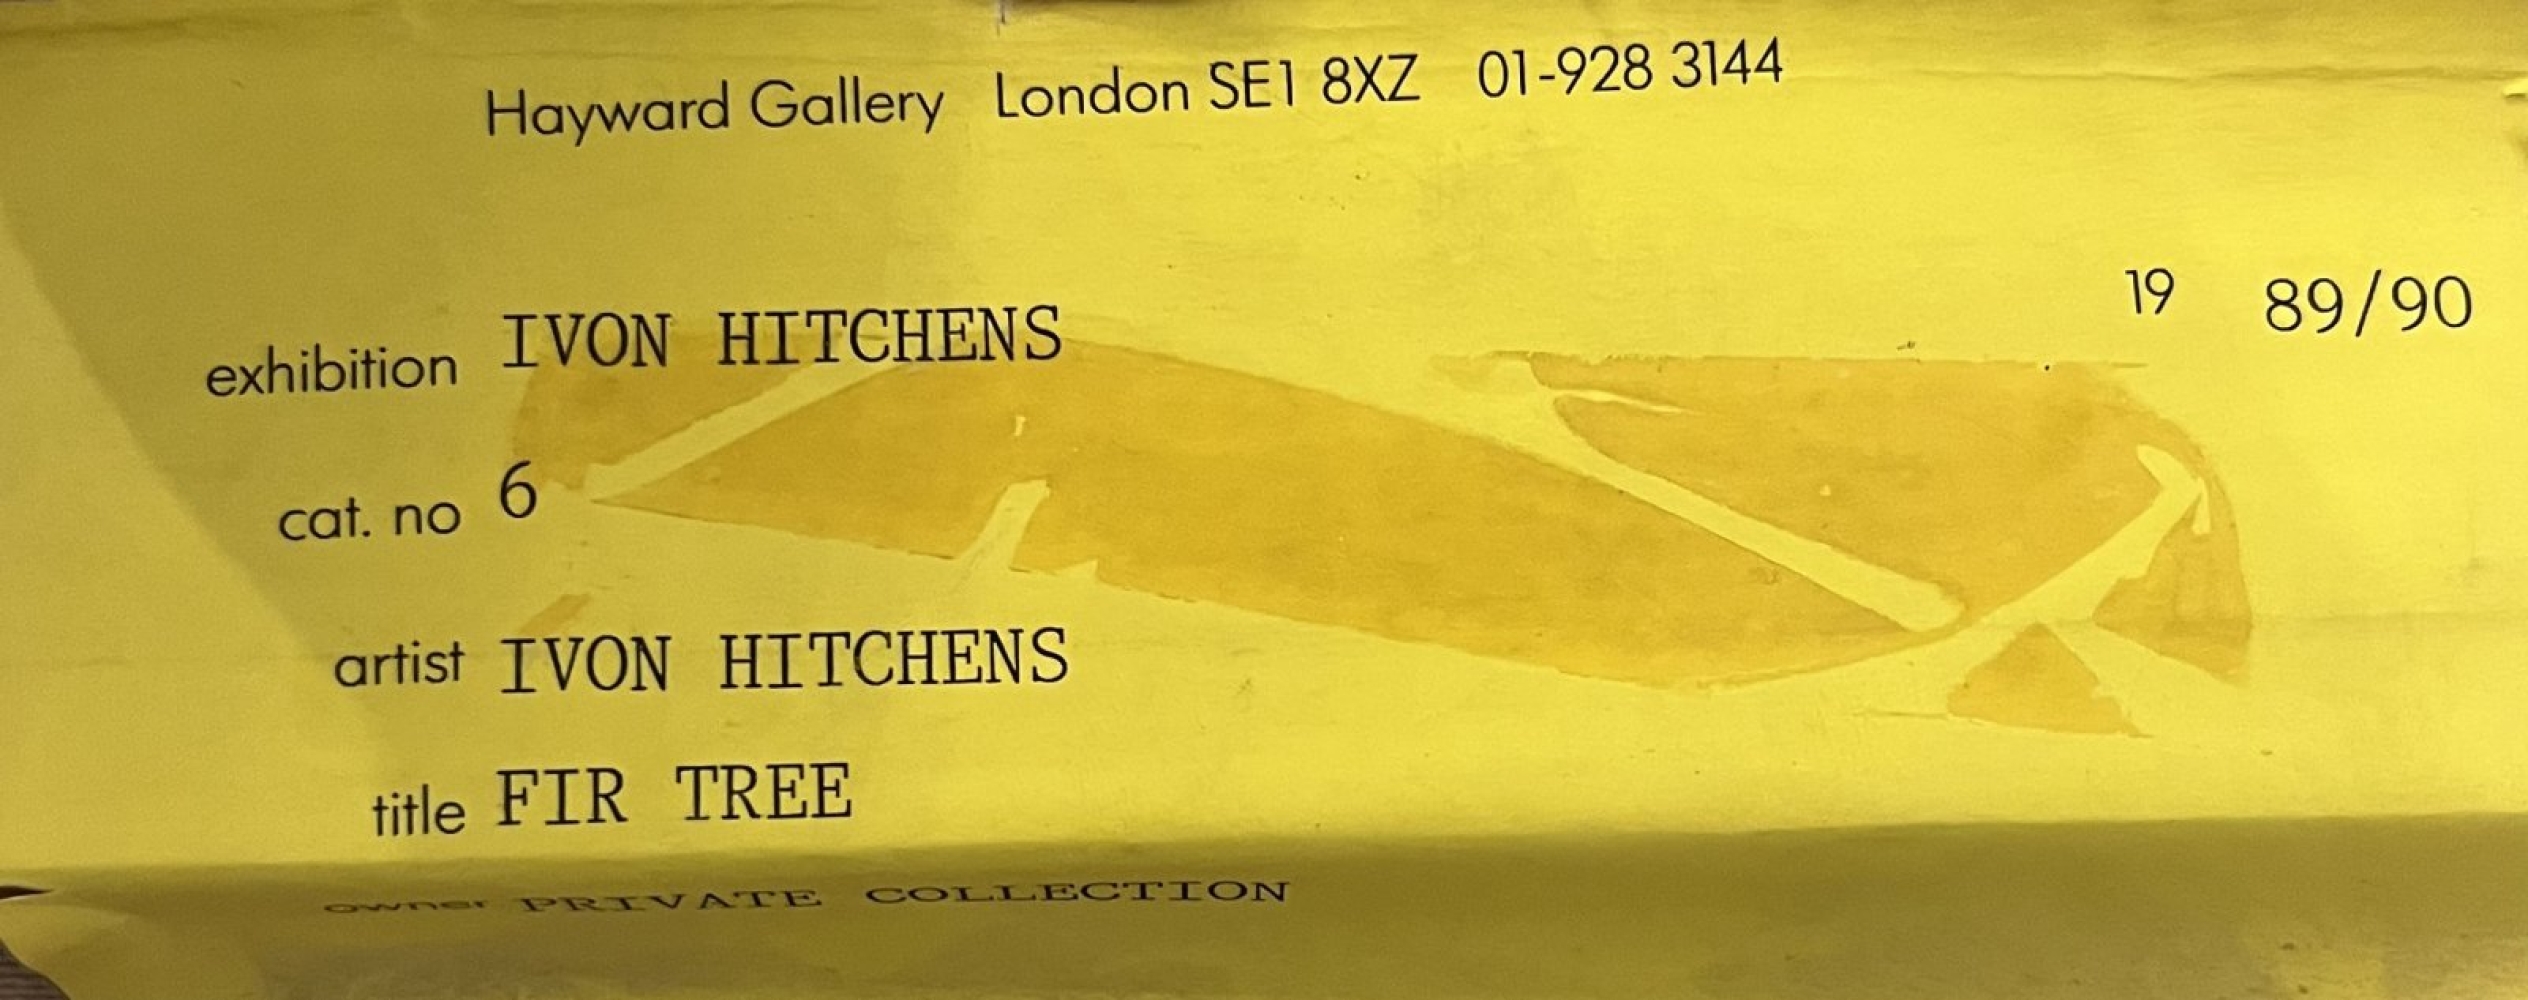 Hayward Gallery London SE1 8XZ 01-928 3144
19 89/90
exhibition IVON HITCHENS
cat. no 6
artist IVON HITCHENS
title FIR TREE
owner PRIVATE COLLECTION